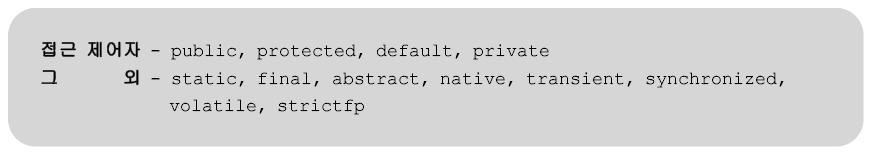 접근 제어자 - public, protected, default, private
그 외 - static, final, abstract, native, transient, synchronized,
volatile, strictfp